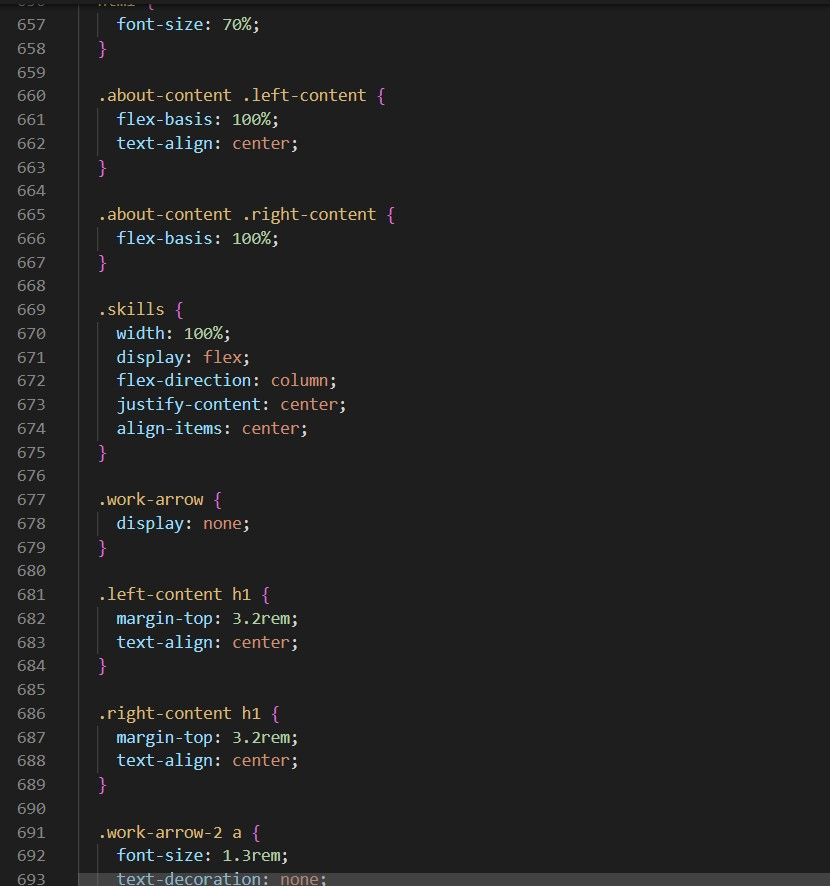 656 html {
657 font-size: 70%;
658 }
659
660 .about-content .left-content {
661 flex-basis: 100%;
662 text-align: center;
663 }
664
665 .about-content .right-content {
666 flex-basis: 100%;
667 }
668
669 .skills {
670 width: 100%;
671 display: flex;
672 flex-direction: column;
673 justify-content: center;
674 align-items: center;
675 }
676
677 .work-arrow {
678 display: none;
679 }
680
681 .left-content h1 {
682 margin-top: 3.2rem;
683 text-align: center;
684 }
685
686 .right-content h1 {
687 margin-top: 3.2rem;
688 text-align: center;
689 }
690
691 .work-arrow-2 a {
692 font-size: 1.3rem;
693 text-decoration: none;